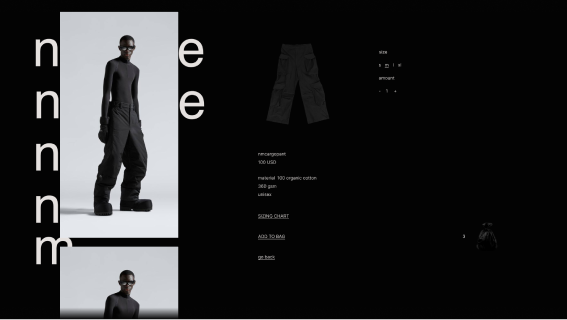 n e
n e
n
n
m
size
s m l xl
amount
- 1 +
nmcargopant
100 USD
material 100 organic cotton
360 gsm
unisex
SIZING CHART
ADD TO BAG
3
go back